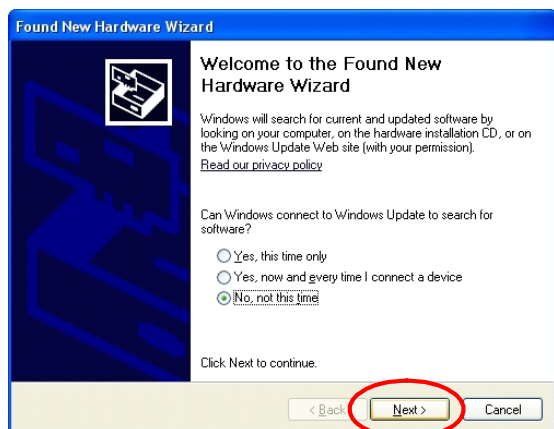 Found New Hardware Wizard
Welcome to the Found New
Hardware Wizard
Windows will search for current and updated software by
looking on your computer, on the hardware installation CD, or on
the Windows Update Web site (with your permission).
Read our privacy policy
Can Windows connect to Windows Update to search for
software?
Yes, this time only
Yes, now and every time I connect a device
No, not this time
Click Next to continue.
< Back
Next >
Cancel